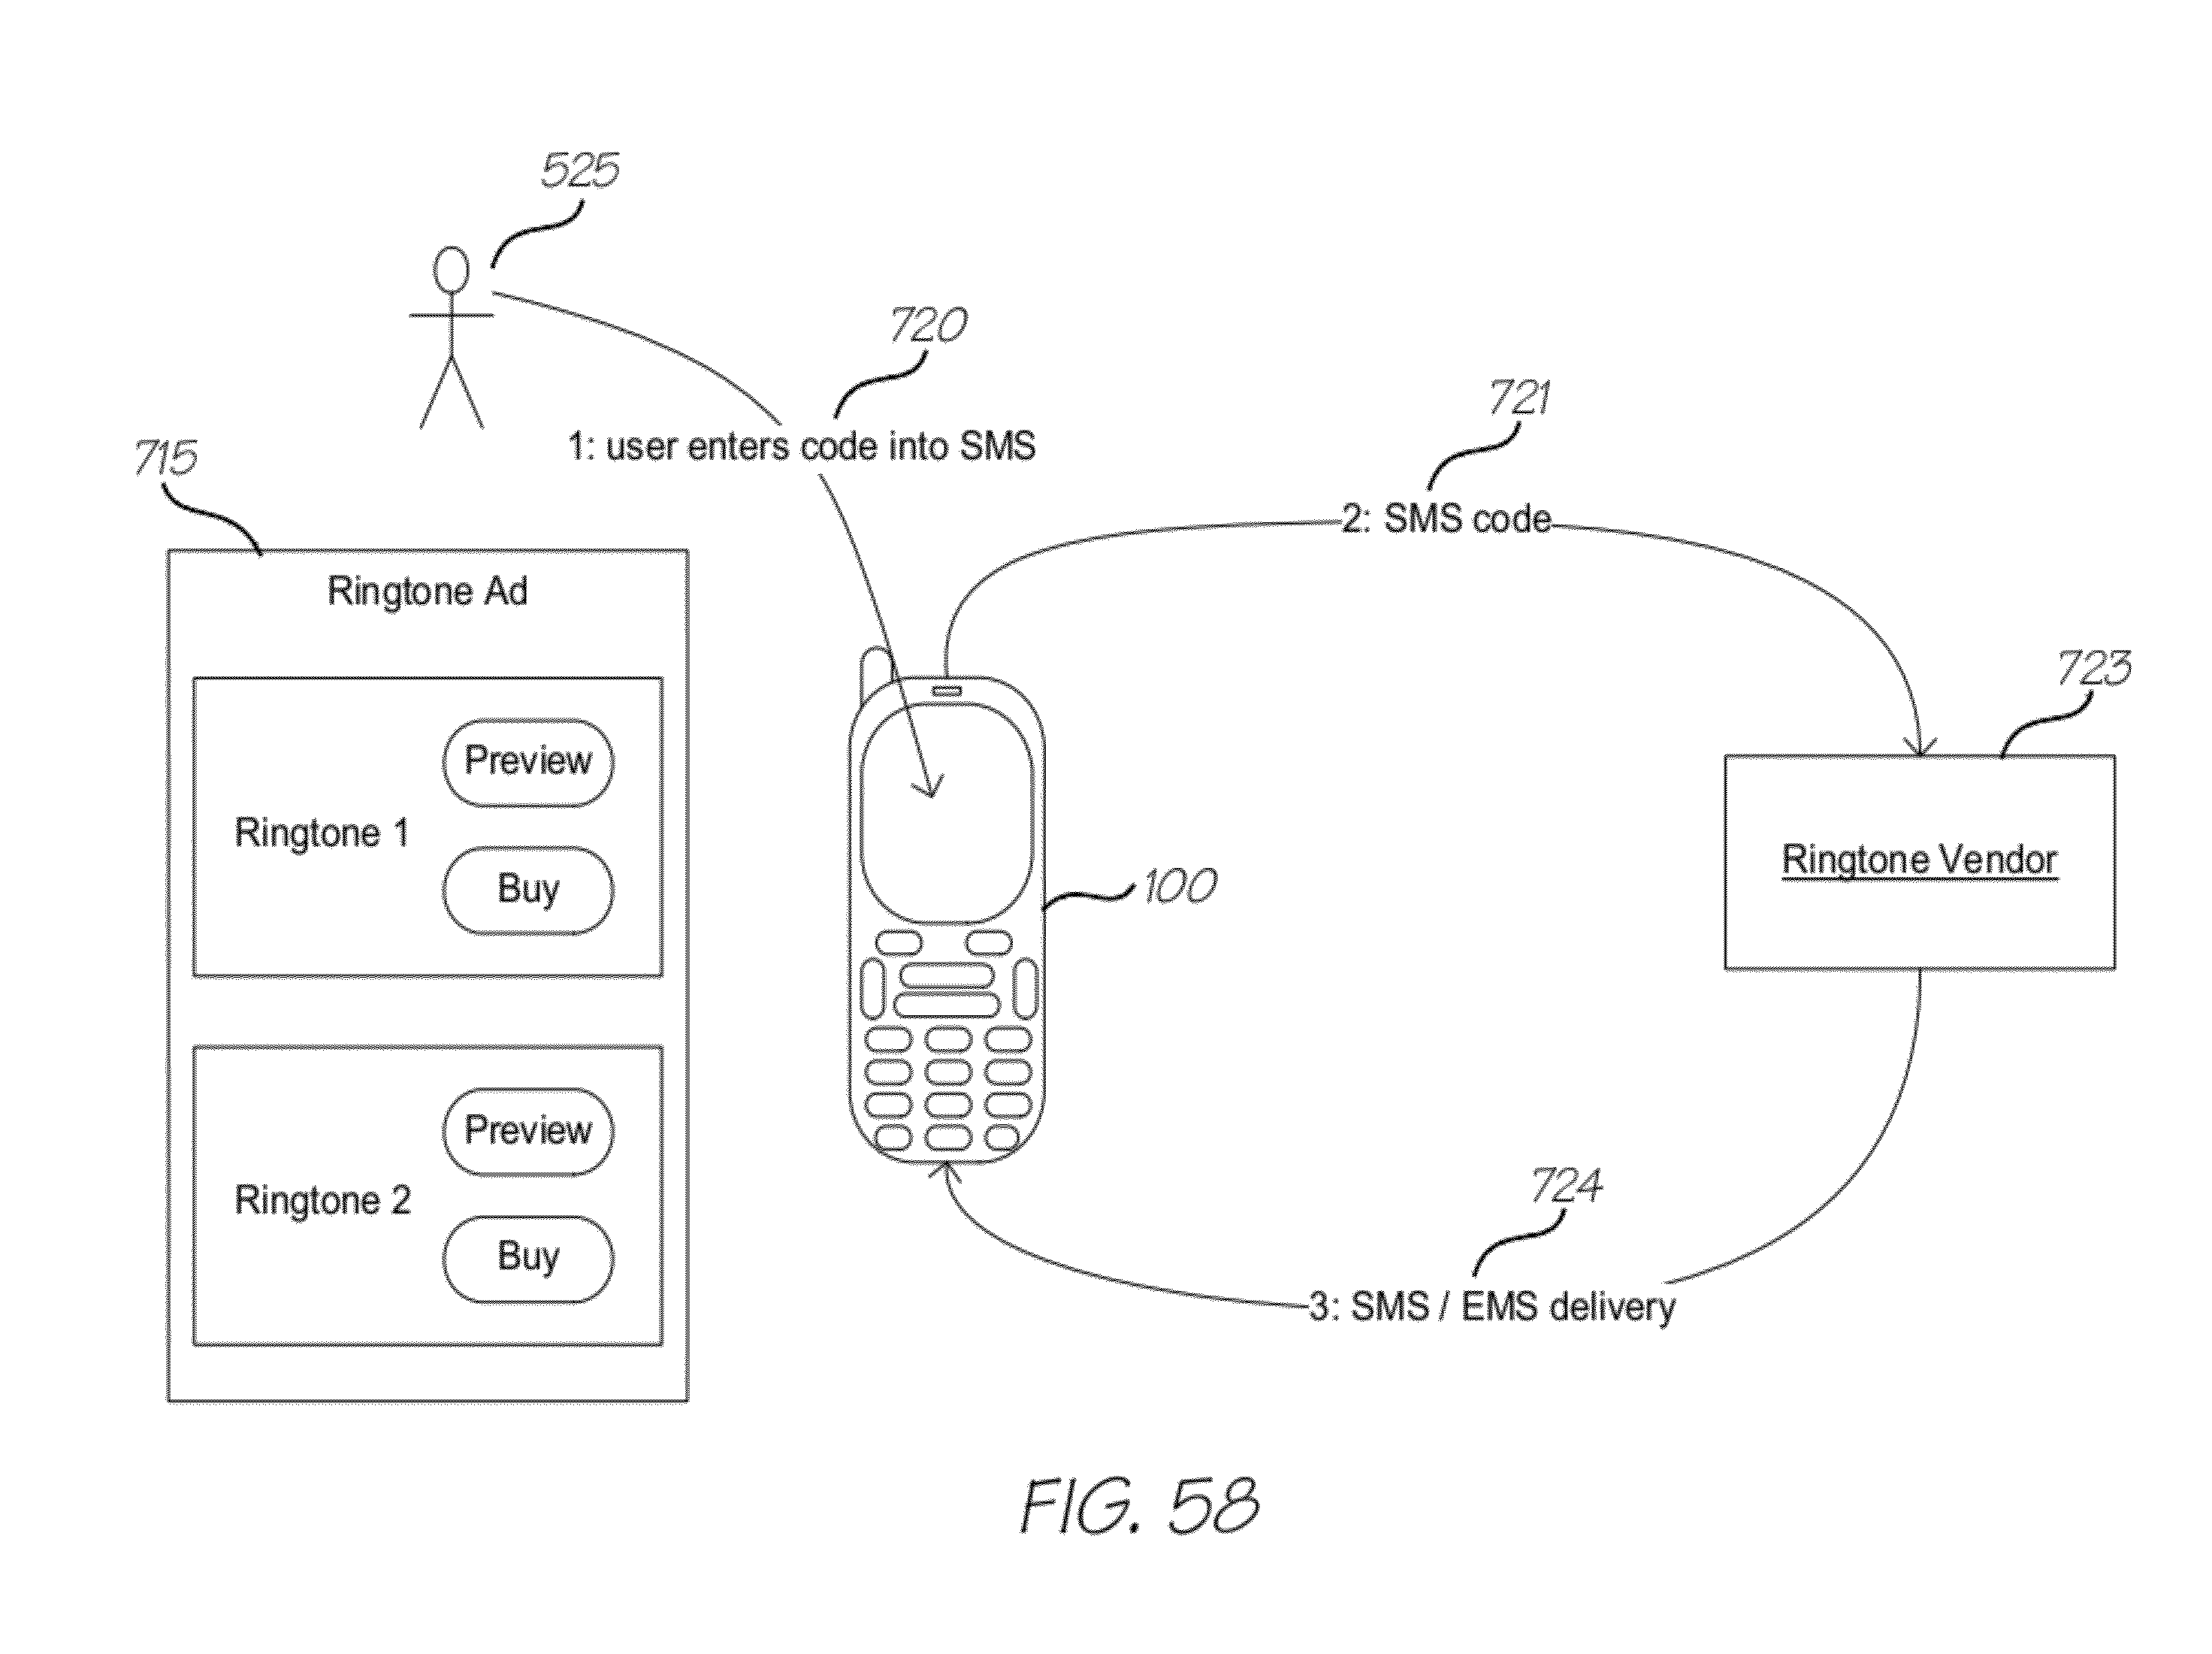 525
720
1: user enters code into SMS
721
2: SMS code
715
Ringtone Ad
Ringtone 1
Preview
Buy
Ringtone 2
Preview
Buy
100
723
Ringtone Vendor
724
3: SMS / EMS delivery
FIG. 58